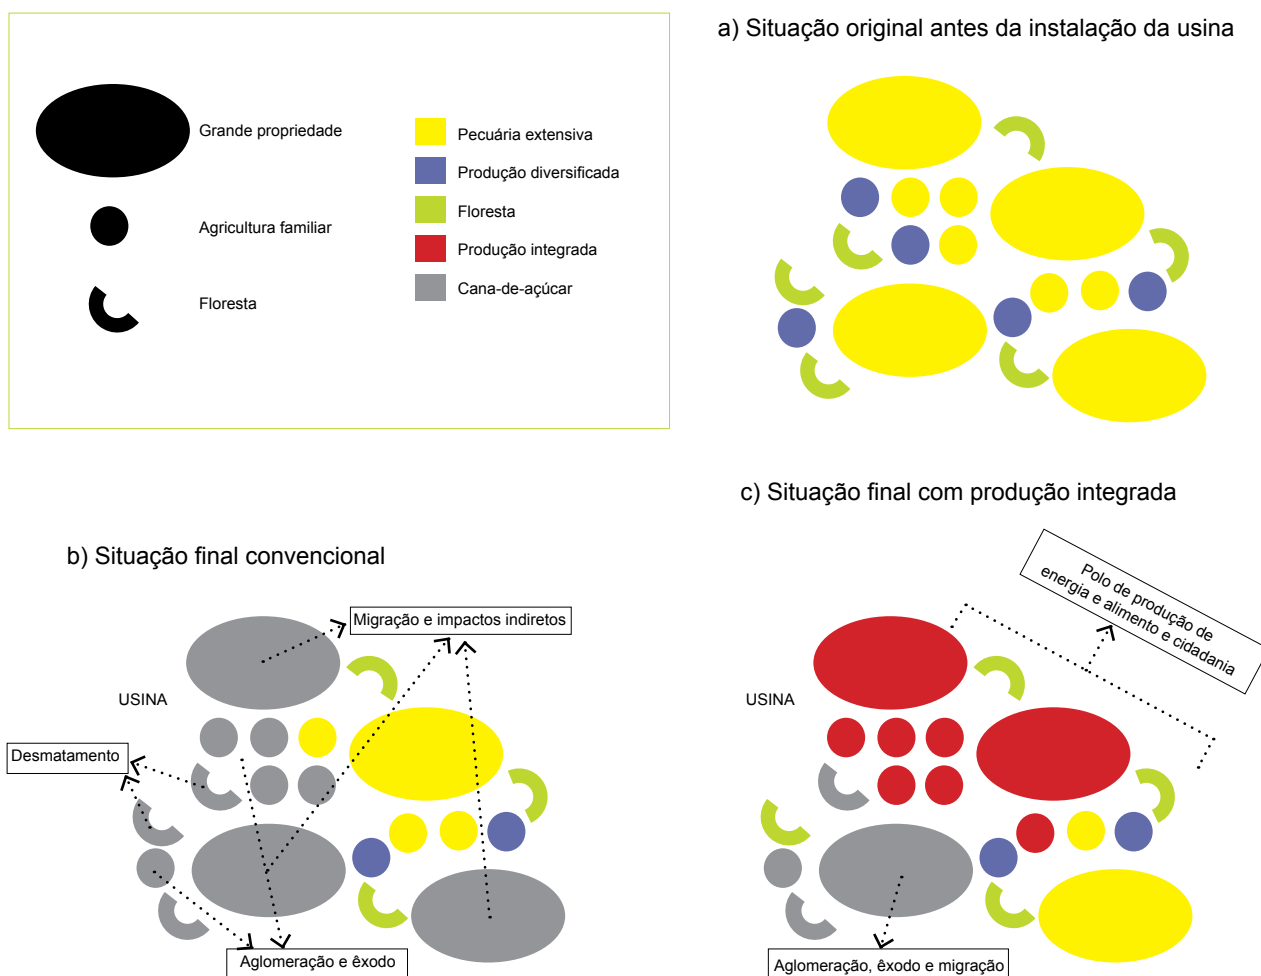 a) Situação original antes da instalação da usina
Grande propriedade
Agricultura familiar
Floresta
Pecuária extensiva
Produção diversificada
Floresta
Produção integrada
Cana-de-açúcar
b) Situação final convencional
Migração e impactos indiretos
USINA
Desmatamento
Aglomeração e êxodo
c) Situação final com produção integrada
Polo de produção de
energia e alimento e cidadania
USINA
Aglomeração, êxodo e migração